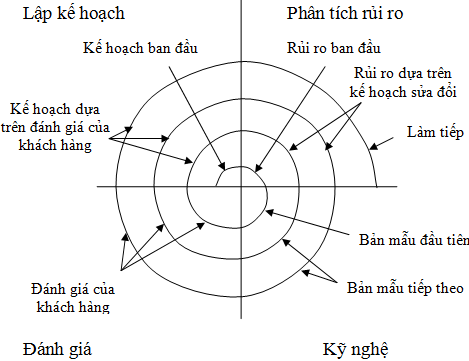 Lập kế hoạch
Phân tích rủi ro
Kế hoạch ban đầu
Rủi ro ban đầu
Rủi ro dựa trên
kế hoạch sửa đổi
Kế hoạch dựa
trên đánh giá của
khách hàng
Làm tiếp
Bản mẫu đầu tiên
Đánh giá của
khách hàng
Bản mẫu tiếp theo
Đánh giá
Kỹ nghệ